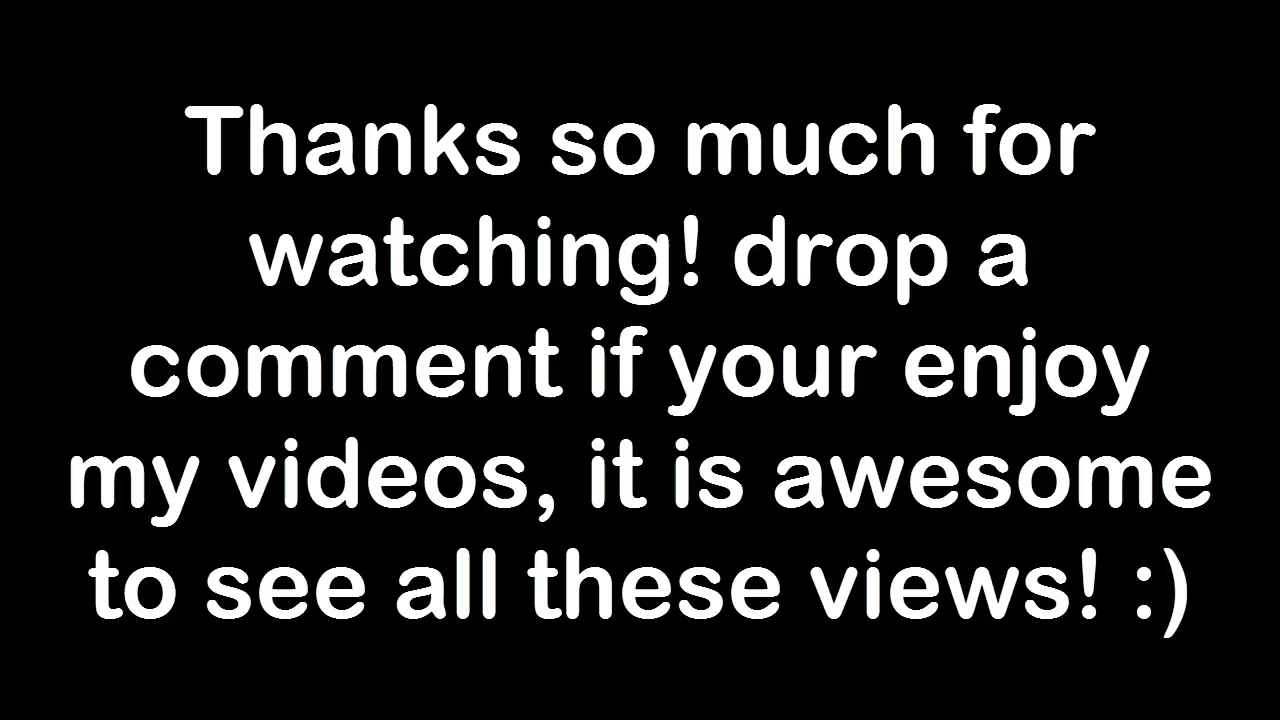 Thanks so much for
watching! drop a
comment if your enjoy
my videos, it is awesome
to see all these views! :)